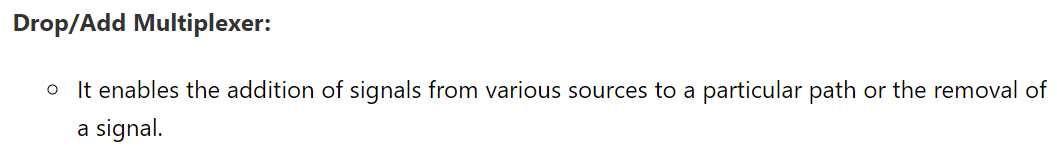 Drop/Add Multiplexer:
It enables the addition of signals from various sources to a particular path or the removal of
a signal.